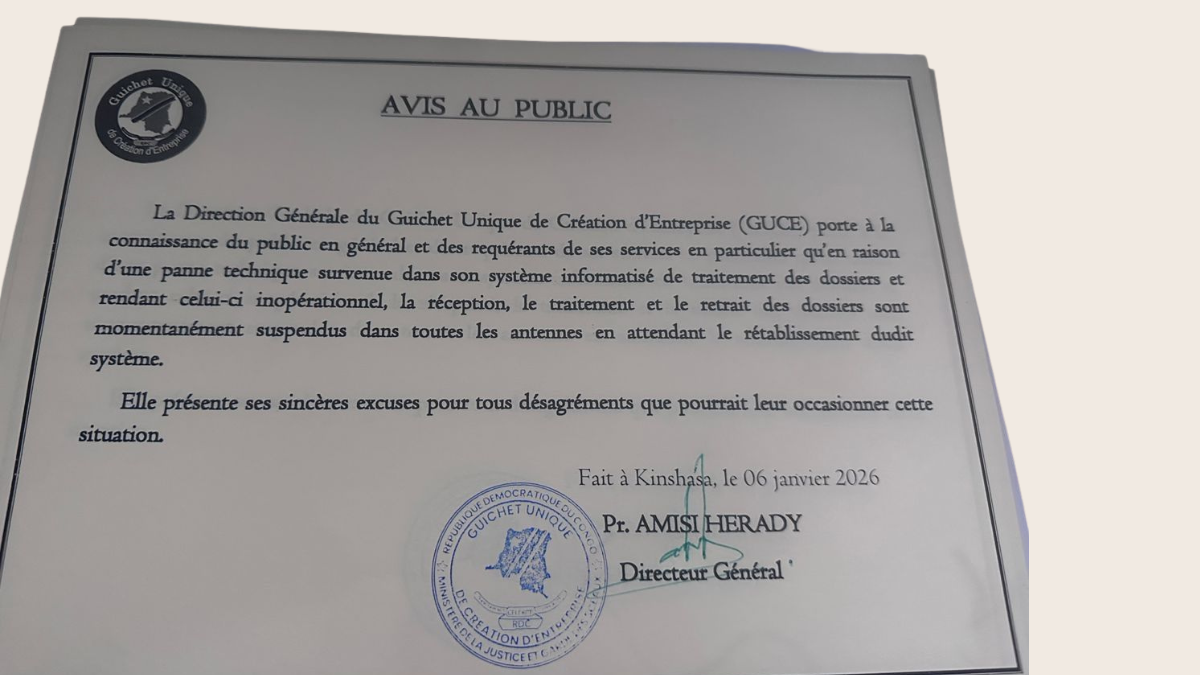 Guichet Unique
de Création d'Entreprise
AVIS AU PUBLIC
La Direction Générale du Guichet Unique de Création d'Entreprise (GUCE) porte à la
connaissance du public en général et des requérants de ses services en particulier qu'en raison
d'une panne technique survenue dans son système informatisé de traitement des dossiers et
rendant celui-ci inopérationnel, la réception, le traitement et le retrait des dossiers sont
momentanément suspendus dans toutes les antennes en attendant le rétablissement dudit
système.
Elle présente ses sincères excuses pour tous désagréments que pourrait leur occasionner cette
situation.
Fait à Kinshasa, le 06 janvier 2026
Pr. AMISI HERADY
Directeur Général
REPUBLIQUE DEMOCRATIQUE DU CONGO
GUICHET UNIQUE
RDC
DE CREATION D'ENTREPRISE
MINISTERE DE LA JUSTICE ET